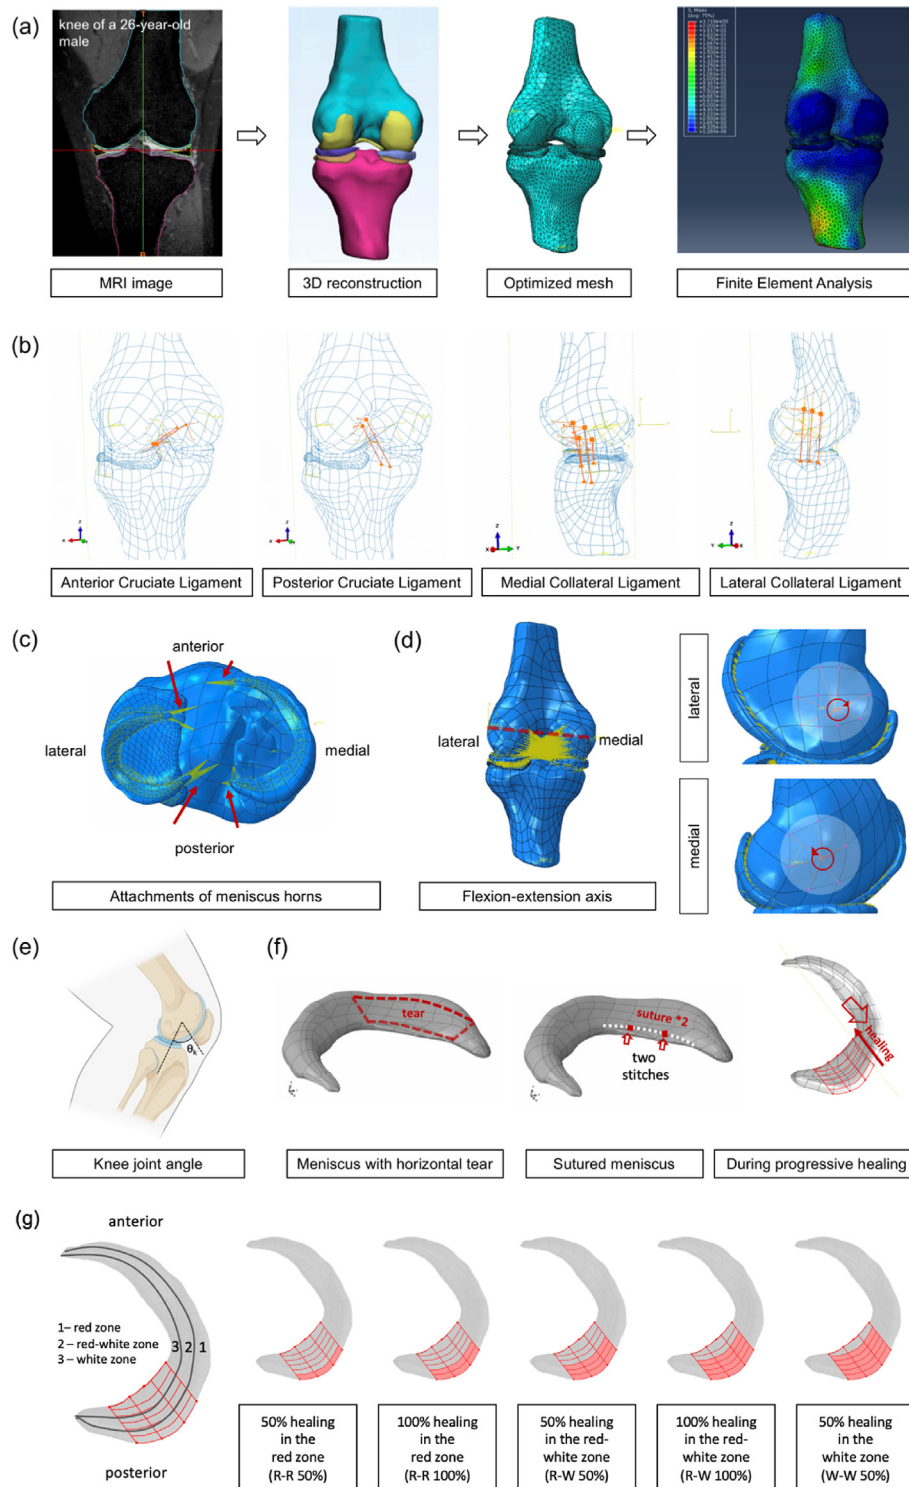 (a)
knee of a 26-year-old
male
MRI image
3D reconstruction
Optimized mesh
Finite Element Analysis
(b)
Anterior Cruciate Ligament
Posterior Cruciate Ligament
Medial Collateral Ligament
Lateral Collateral Ligament
(c)
anterior
lateral
medial
posterior
Attachments of meniscus horns
(d)
lateral
medial
Flexion-extension axis
lateral
medial
(e)
θk
Knee joint angle
(f)
tear
Meniscus with horizontal tear
suture *2
two
stitches
Sutured meniscus
healing
During progressive healing
(g)
anterior
1– red zone
2 – red-white zone
3 – white zone
3 2 1
posterior
50% healing
in the
red zone
(R-R 50%)
100% healing
in the
red zone
(R-R 100%)
50% healing
in the red-
white zone
(R-W 50%)
100% healing
in the red-
white zone
(R-W 100%)
50% healing
in the
white zone
(W-W 50%)